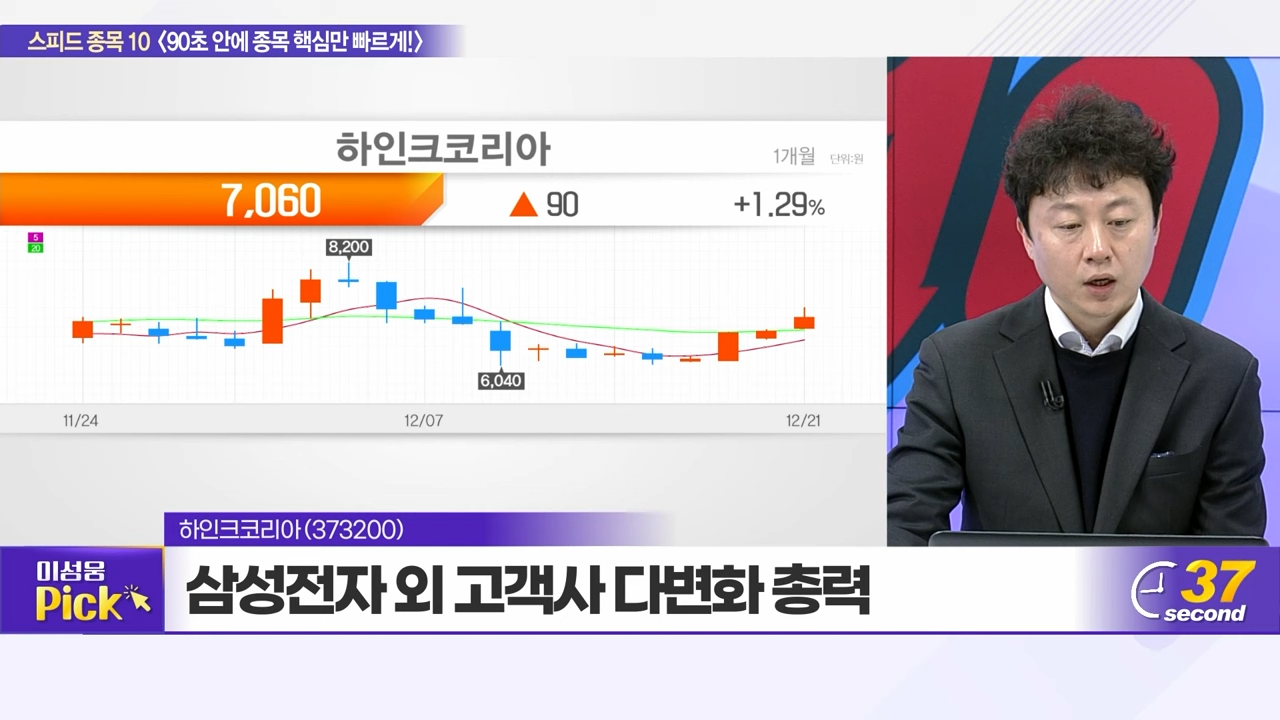 스피드 종목 10 〈90초 안에 종목 핵심만 빠르게!〉
하인크코리아
1개월 단위:원
7,060 ▲ 90 +1.29%
5
20
8,200
6,040
11/24 12/07 12/21
하인크코리아(373200)
이성웅
Pick
삼성전자 외 고객사 다변화 총력
37
second